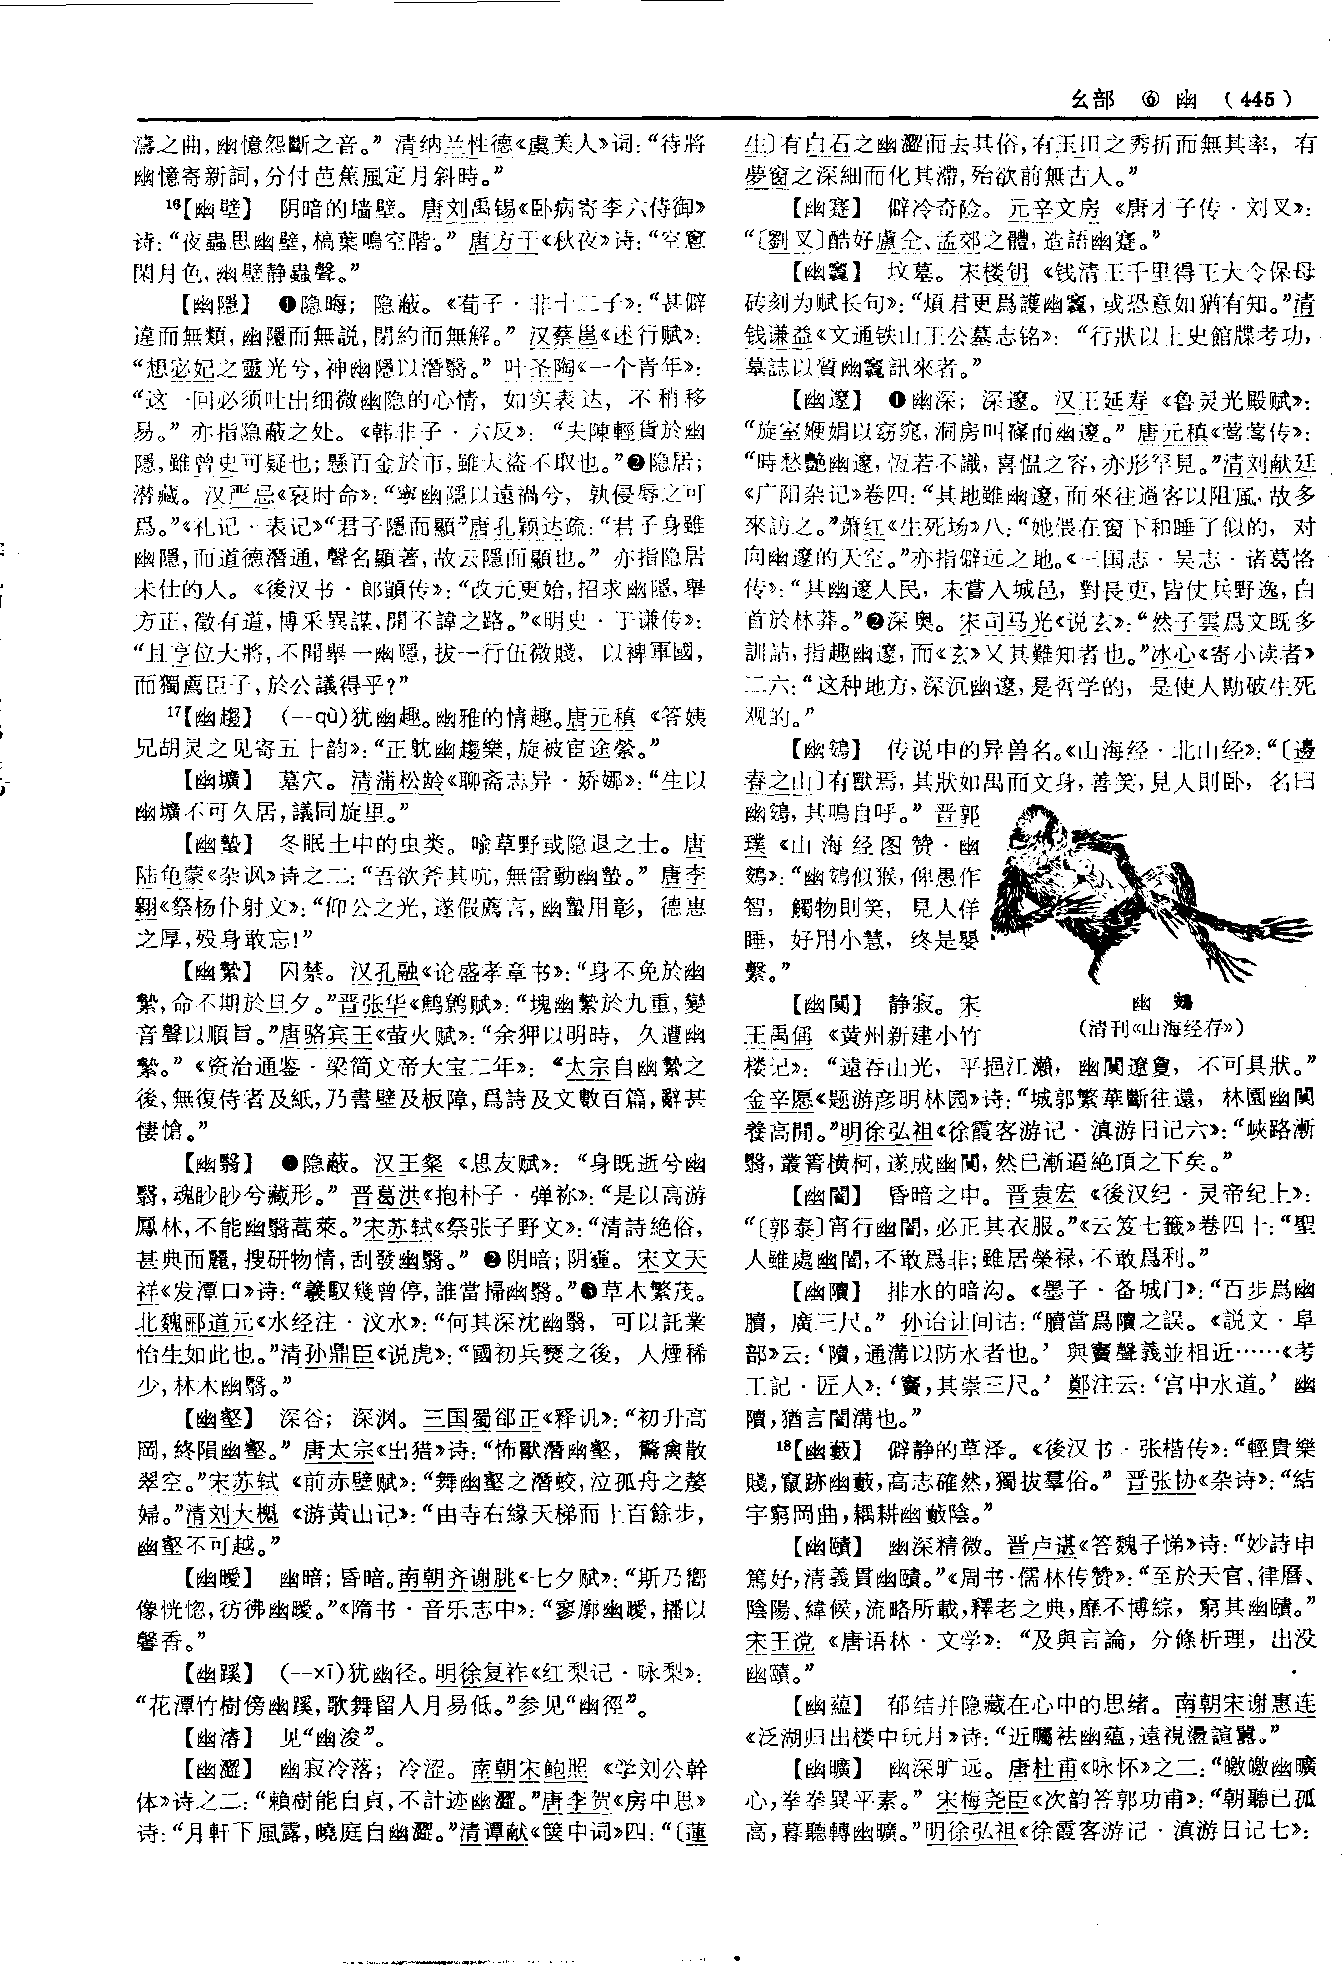 幺部 ⑥ 幽 (445)
濤之曲,幽憶怨斷之音。”清纳兰性德《虞美人》词:“待將
幽憶寄新詞,分付芭蕉風定月斜時。”
16【幽壁】 阴暗的墙壁。唐刘禹锡《卧病寄李六侍御》
诗:“夜蟲思幽壁,槁葉鳴空階。”唐方干《秋夜》诗:“空窻
閑月色,幽壁静蟲聲。”
【幽隱】 ❶隐晦;隐蔽。《荀子·非十二子》:“甚僻
違而無類,幽隱而無説,閉約而無解。”汉蔡邕《述行赋》:
“想宓妃之靈光兮,神幽隱以潛翳。”叶圣陶《一个青年》:
“这一回必须吐出细微幽隐的心情,如实表达,不稍移
易。”亦指隐蔽之处。《韩非子·六反》:“夫陳輕貨於幽
隱,雖曾史可疑也;懸百金於市,雖大盜不取也。”❷隐居;
潜藏。汉严忌《哀时命》:“寧幽隱以遠禍兮,孰侵辱之可
爲。”《礼记·表记》“君子隱而顯”唐孔颖达疏:“君子身雖
幽隱,而道德潛通,聲名顯著,故云隱而顯也。”亦指隐居
未仕的人。《後汉书·郎顗传》:“改元更始,招求幽隱,舉
方正,徵有道,博采異謀,開不諱之路。”《明史·于谦传》:
“且亨位大將,不聞舉一幽隱,拔一行伍微賤,以裨軍國,
而獨薦臣子,於公議得乎?”
17【幽趨】 (--qù)犹幽趣。幽雅的情趣。唐元稹《答姨
兄胡灵之见寄五十韵》:“正躭幽趨樂,旋被宦途縈。”
【幽壙】 墓穴。清蒲松龄《聊斋志异·娇娜》:“生以
幽壙不可久居,議同旋里。”
【幽蟄】 冬眠土中的虫类。喻草野或隐退之士。唐
陆龟蒙《杂讽》诗之二:“吾欲斧其吭,無雷動幽蟄。”唐李
翱《祭杨仆射文》:“仰公之光,遂假薦言,幽蟄用彰,德惠
之厚,殁身敢忘!”
【幽縶】 囚禁。汉孔融《论盛孝章书》:“身不免於幽
縶,命不期於旦夕。”晋张华《鹪鹩赋》:“塊幽縶於九重,變
音聲以順旨。”唐骆宾王《萤火赋》:“余狎以明時,久遭幽
縶。”《资治通鉴·梁简文帝大宝二年》:“太宗自幽縶之
後,無復侍者及紙,乃書壁及板障,爲詩及文數百篇,辭甚
悽愴。”
【幽翳】 ❶隐蔽。汉王粲《思友赋》:“身既逝兮幽
翳,魂眇眇兮藏形。”晋葛洪《抱朴子·弹祢》:“是以高游
鳳林,不能幽翳蒿萊。”宋苏轼《祭张子野文》:“清詩絶俗,
甚典而麗,搜研物情,刮發幽翳。”❷阴暗;阴霾。宋文天
祥《发潭口》诗:“羲馭幾曾停,誰當掃幽翳。”❸草木繁茂。
北魏郦道元《水经注·汶水》:“何其深沈幽翳,可以託業
怡生如此也。”清孙鼎臣《说虎》:“國初兵燹之後,人煙稀
少,林木幽翳。”
【幽壑】 深谷;深渊。三国蜀郤正《释讥》:“初升高
岡,終隕幽壑。”唐太宗《出猎》诗:“怖獸潛幽壑,驚禽散
翠空。”宋苏轼《前赤壁赋》:“舞幽壑之潛蛟,泣孤舟之嫠
婦。”清刘大櫆《游黄山记》:“由寺右緣天梯而上百餘步,
幽壑不可越。”
【幽曖】 幽暗;昏暗。南朝齐谢朓《七夕赋》:“斯乃嚮
像恍惚,彷彿幽曖。”《隋书·音乐志中》:“寥廓幽曖,播以
馨香。”
【幽蹊】 (--xī)犹幽径。明徐复祚《红梨记·咏梨》:
“花潭竹樹傍幽蹊,歌舞留人月易低。”参见“幽徑”。
【幽濬】 见“幽浚”。
【幽澀】 幽寂冷落;冷涩。南朝宋鲍照《学刘公幹
体》诗之二:“賴樹能自貞,不計迹幽澀。”唐李贺《房中思》
诗:“月軒下風露,曉庭自幽澀。”清谭献《箧中词》四:“〔蓮
生〕有白石之幽澀而去其俗,有玉田之秀折而無其率,有
夢窗之深細而化其滯,殆欲前無古人。”
【幽蹇】 僻冷奇险。元辛文房《唐才子传·刘叉》:
“〔劉叉〕酷好盧仝、孟郊之體,造語幽蹇。”
【幽竁】 坟墓。宋楼钥《钱清王千里得王大令保母
砖刻为赋长句》:“煩君更爲護幽竁,或恐意如猶有知。”清
钱谦益《文通铁山王公墓志铭》:“行狀以上史館牒考功,
墓誌以質幽竁訊來者。”
【幽邃】 ❶幽深;深邃。汉王延寿《鲁灵光殿赋》:
“旋室㛹娟以窈窕,洞房叫窱而幽邃。”唐元稹《莺莺传》:
“時愁艷幽邃,恆若不識,喜慍之容,亦形罕見。”清刘献廷
《广阳杂记》卷四:“其地雖幽邃,而來往過客以阻風,故多
來訪之。”萧红《生死场》八:“她偎在窗下和睡了似的,对
向幽邃的天空。”亦指僻远之地。《三国志·吴志·诸葛恪
传》:“其幽邃人民,未嘗入城邑,對長吏,皆仗兵野逸,白
首於林莽。”❷深奥。宋司马光《说玄》:“然子雲爲文既多
訓詁,指趣幽邃,而《玄》又其難知者也。”冰心《寄小读者》
二六:“这种地方,深沉幽邃,是哲学的,是使人勘破生死
观的。”
【幽鴳】 传说中的异兽名。《山海经·北山经》:“〔邊
春之山〕有獸焉,其狀如禺而文身,善笑,見人則卧,名曰
幽鴳,其鳴自呼。”晋郭
璞《山海经图赞·幽
鴳》:“幽鴳似猴,俾愚作
智,觸物則笑,見人佯
睡,好用小慧,终是嬰
繫。”
幽 鴳
(清刊《山海经存》)
【幽闃】 静寂。宋
王禹偁《黄州新建小竹
楼记》:“遠吞山光,平挹江瀨,幽闃遼敻,不可具狀。”
金辛愿《题游彦明林园》诗:“城郭繁華斷往還,林園幽闃
養高閒。”明徐弘祖《徐霞客游记·滇游日记六》:“峽路漸
翳,叢箐横柯,遂成幽闃,然已漸逼絶頂之下矣。”
【幽闇】 昏暗之中。晋袁宏《後汉纪·灵帝纪上》:
“〔郭泰〕宵行幽闇,必正其衣服。”《云笈七籤》卷四十:“聖
人雖處幽闇,不敢爲非;雖居榮禄,不敢爲利。”
【幽隫】 排水的暗沟。《墨子·备城门》:“百步爲幽
牘,廣三尺。”孙诒让间诂:“牘當爲隫之誤。《説文·阜
部》云:‘隫,通溝以防水者也。’與竇聲義並相近……《考
工記·匠人》:‘竇,其崇三尺。’鄭注云:‘宫中水道。’幽
隫,猶言闇溝也。”
18【幽藪】 僻静的草泽。《後汉书·张楷传》:“輕貴樂
賤,竄跡幽藪,高志確然,獨拔羣俗。”晋张协《杂诗》:“結
宇窮岡曲,耦耕幽藪陰。”
【幽賾】 幽深精微。晋卢谌《答魏子悌》诗:“妙詩申
篤好,清義貫幽賾。”《周书·儒林传赞》:“至於天官、律曆、
陰陽、緯候,流略所載,釋老之典,靡不博綜,窮其幽賾。”
宋王谠《唐语林·文学》:“及與言論,分條析理,出没
幽賾。”
【幽藴】 郁结并隐藏在心中的思绪。南朝宋谢惠连
《泛湖归出楼中玩月》诗:“近矚祛幽藴,遠視盪諠囂。”
【幽曠】 幽深旷远。唐杜甫《咏怀》之二:“皦皦幽曠
心,拳拳異平素。”宋梅尧臣《次韵答郭功甫》:“朝聽已孤
高,暮聽轉幽曠。”明徐弘祖《徐霞客游记·滇游日记七》: